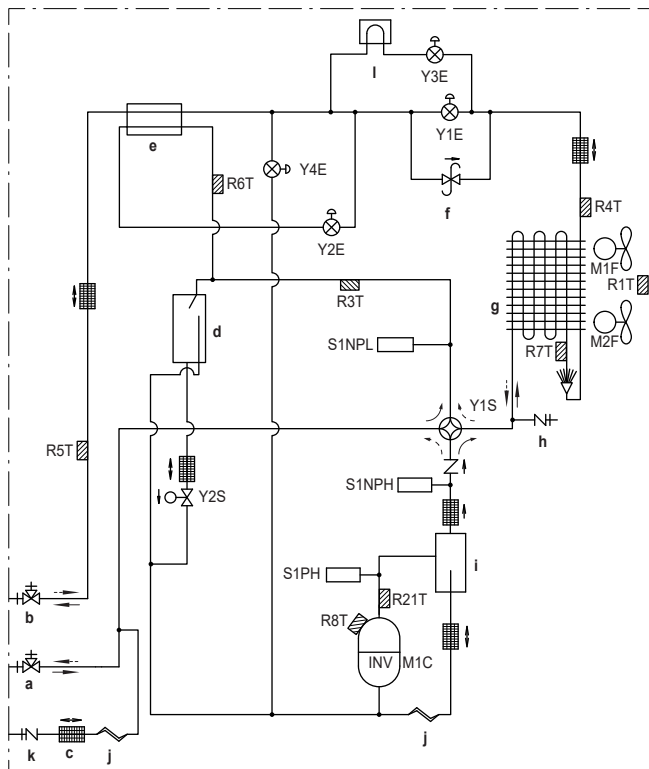 l
Y3E
Y1E
e
R6T
Y4E
f
R4T
Y2E
M1F
R1T
g
R3T
d
S1NPL
M2F
R7T
Y1S
h
R5T
S1NPH
Y2S
i
S1PH
R21T
b
R8T
INV
M1C
a
j
k
c
j